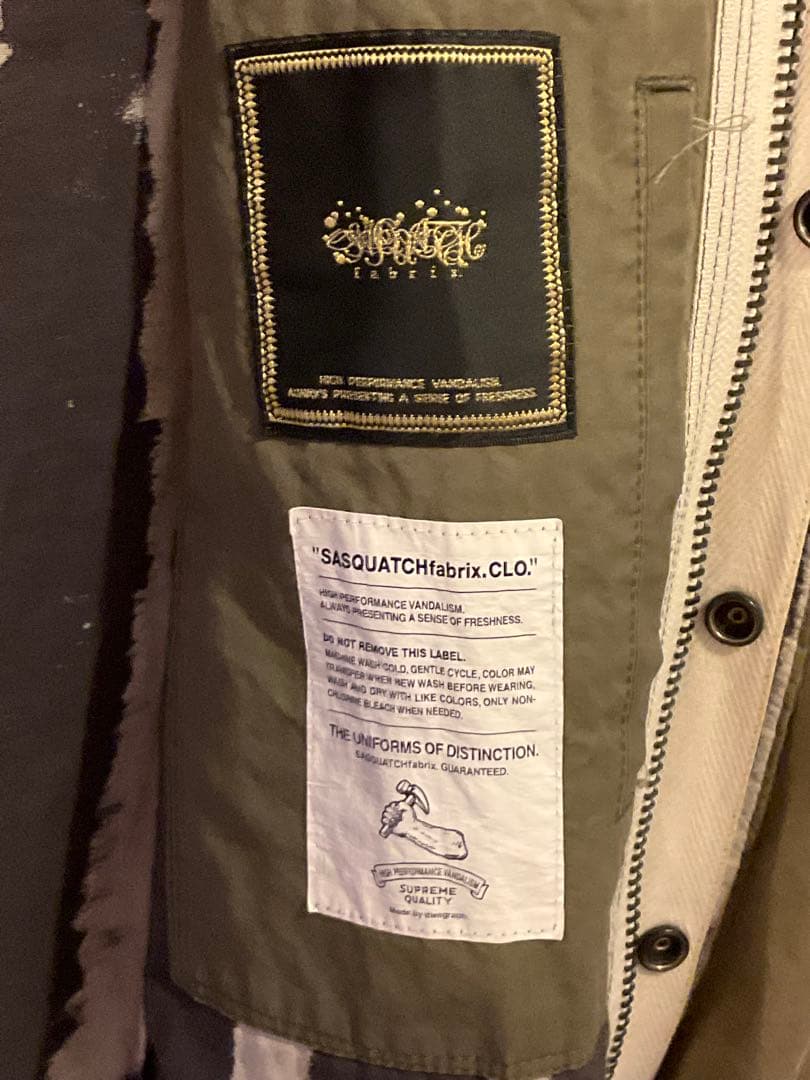 fabrix.
HIGH PERFORMANCE VANDALISM.
ALWAYS PRESENTING A SENSE OF FRESHNESS
"SASQUATCHfabrix.CLO."
HIGH PERFORMANCE VANDALISM.
ALWAYS PRESENTING A SENSE OF FRESHNESS.
DO NOT REMOVE THIS LABEL.
MACHINE WASH COLD, GENTLE CYCLE, COLOR MAY
TRANSFER WHEN NEW WASH BEFORE WEARING,
WASH AND DRY WITH LIKE COLORS, ONLY NON-
CHLORINE BLEACH WHEN NEEDED.
THE UNIFORMS OF DISTINCTION.
SASQUATCHfabrix. GUARANTEED.
HIGH PERFORMANCE VANDALISM
SUPREME
QUALITY
Made by